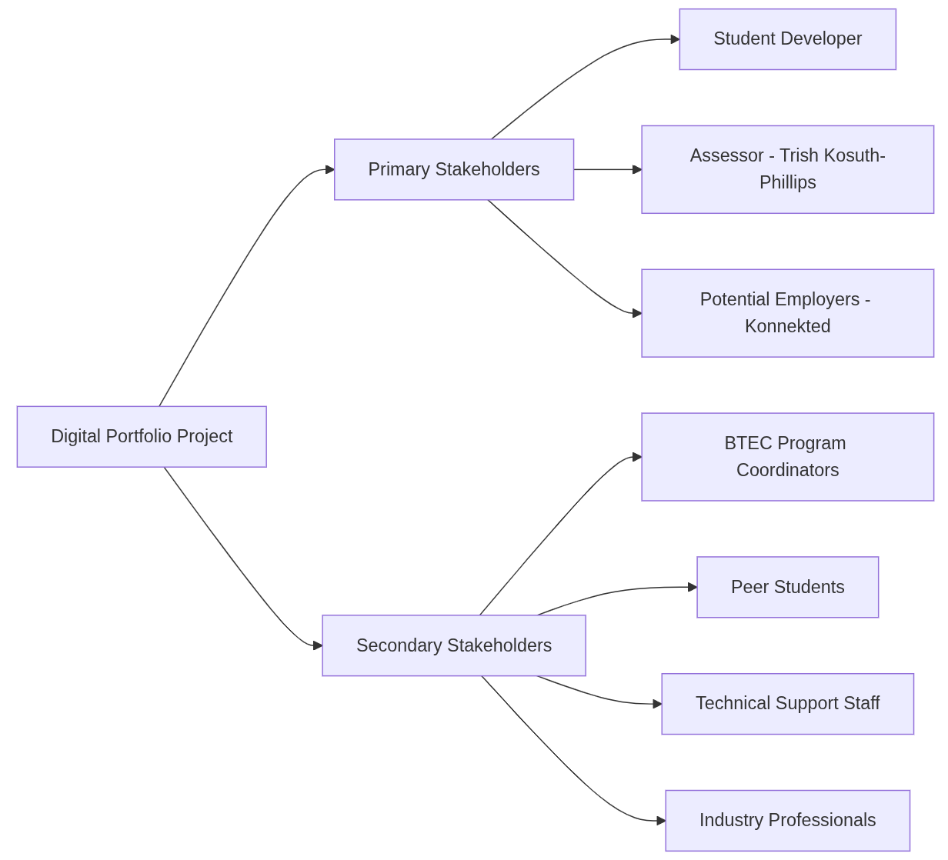 Student Developer
Primary Stakeholders
Assessor - Trish Kosuth-
Phillips
Potential Employers -
Konnekted
Digital Portfolio Project
BTEC Program
Coordinators
Peer Students
Secondary Stakeholders
Technical Support Staff
Industry Professionals